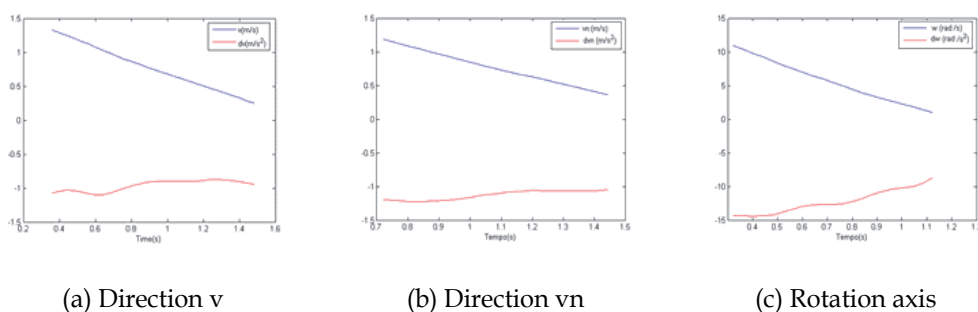 1.5
v(m/s)
dv(m/s²)
1
0.5
0
-0.5
-1
-1.5
0.2 0.4 0.6 0.8 1 1.2 1.4 1.6
Time(s)
1.5
vn (m/s)
dvn (m/s²)
1
0.5
0
-0.5
-1
-1.5
0.7 0.8 0.9 1 1.1 1.2 1.3 1.4 1.5
Tempo(s)
15
w (rad /s)
dw (rad /s²)
10
5
0
-5
-10
-15
0.4 0.5 0.6 0.7 0.8 0.9 1 1.1 1.2
Tempo(s)
(a) Direction v
(b) Direction vn
(c) Rotation axis